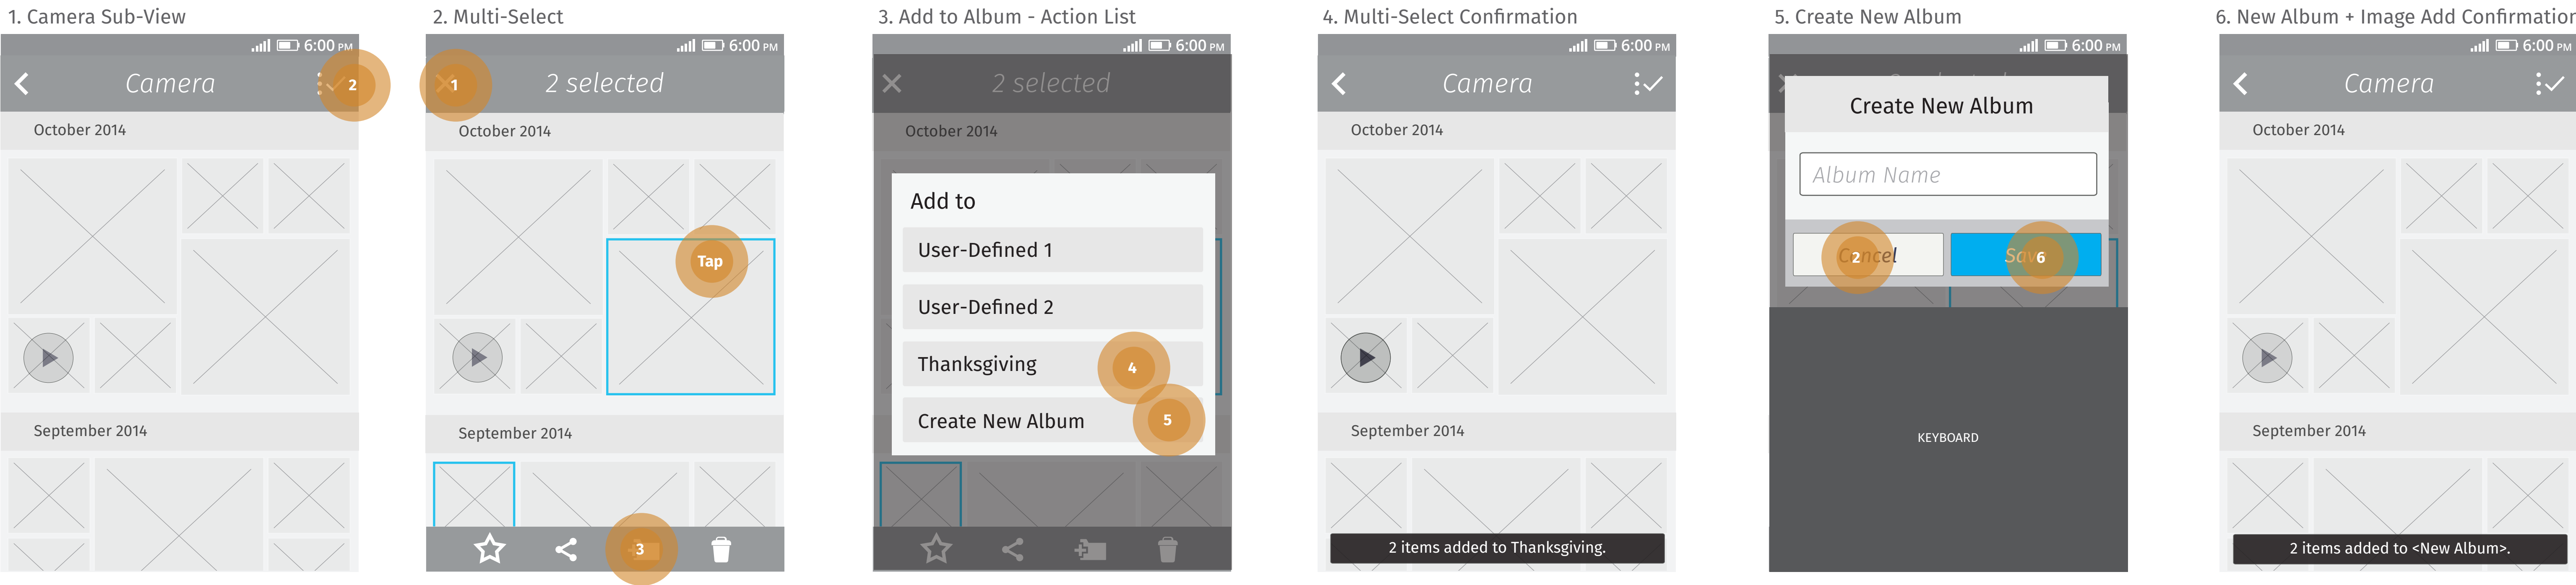 1. Camera Sub-View
6:00 PM
Camera
2
October 2014
September 2014
2. Multi-Select
6:00 PM
1
2 selected
October 2014
Tap
September 2014
3
3. Add to Album - Action List
6:00 PM
2 selected
October 2014
Add to
User-Defined 1
User-Defined 2
Thanksgiving
4
Create New Album
5
4. Multi-Select Confirmation
6:00 PM
Camera
October 2014
September 2014
2 items added to Thanksgiving.
5. Create New Album
6:00 PM
Create New Album
Album Name
Cancel
2
Save
6
KEYBOARD
6. New Album + Image Add Confirmation
6:00 PM
Camera
October 2014
September 2014
2 items added to <New Album>.